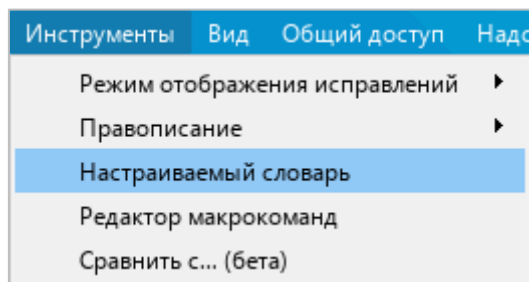 Инструменты Вид Общий доступ
Режим отображения исправлений
Правописание
Настраиваемый словарь
Редактор макрокоманд
Сравнить с... (бета)